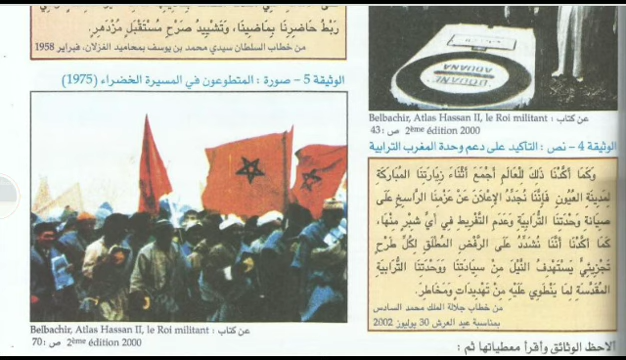 رَبْطُ حَاضِرِنَا بِمَاضِينَا، وَتَشْيِيدُ صَرْحِ مُسْتَقْبَلٍ مُزْدَهِرٍ.
من خطاب السلطان سيدي محمد بن يوسف بمحاميد الغزلان، فبراير 1958
الوثيقة 5 – صورة : المتطوعون في المسيرة الخضراء (1975)
Belbachir, Atlas Hassan II, le Roi militant : عن كتاب
70: ص 2ème édition 2000
DOUANE
ADUANA
Belbachir, Atlas Hassan II, le Roi militant : عن كتاب
43: ص 2ème édition 2000
الوثيقة 4 – نص : التأكيد على دعم وحدة المغرب الترابية
وَكَمَا أَكَّدْنَا ذَلِكَ لِلْعَالَمِ أَجْمَعَ أَثْنَاءَ زِيَارَتِنَا المُبَارَكَةِ
لِمَدِينَةِ العُيُونِ فَإِنَّنَا نُجَدِّدُ الإِعْلَانَ عَنْ عَزْمِنَا الرَّاسِخِ عَلَى
صِيَانَةِ وَحْدَتِنَا التُّرَابِيَّةِ وَعَدَمِ التَّفْرِيطِ فِي أَيِّ شِبْرٍ مِنْهَا،
كَمَا أَكَّدْنَا أَنَّنَا نُشَدِّدُ عَلَى الرَّفْضِ المُطْلَقِ لِكُلِّ طَرْحٍ
تَجْزِيئِيٍّ يَسْتَهْدِفُ النَّيْلَ مِنْ سِيَادَتِنَا وَوَحْدَتِنَا التُّرَابِيَّةِ
المُقَدَّسَةِ لِمَا يَنْطَوِي عَلَيْهِ مِنْ تَهْدِيدَاتٍ وَمَخَاطِرَ.
من خطاب جلالة الملك محمد السادس
بمناسبة عيد العرش 30 يوليوز 2002
ألاحظ الوثائق وأقرأ معطياتها ثم :